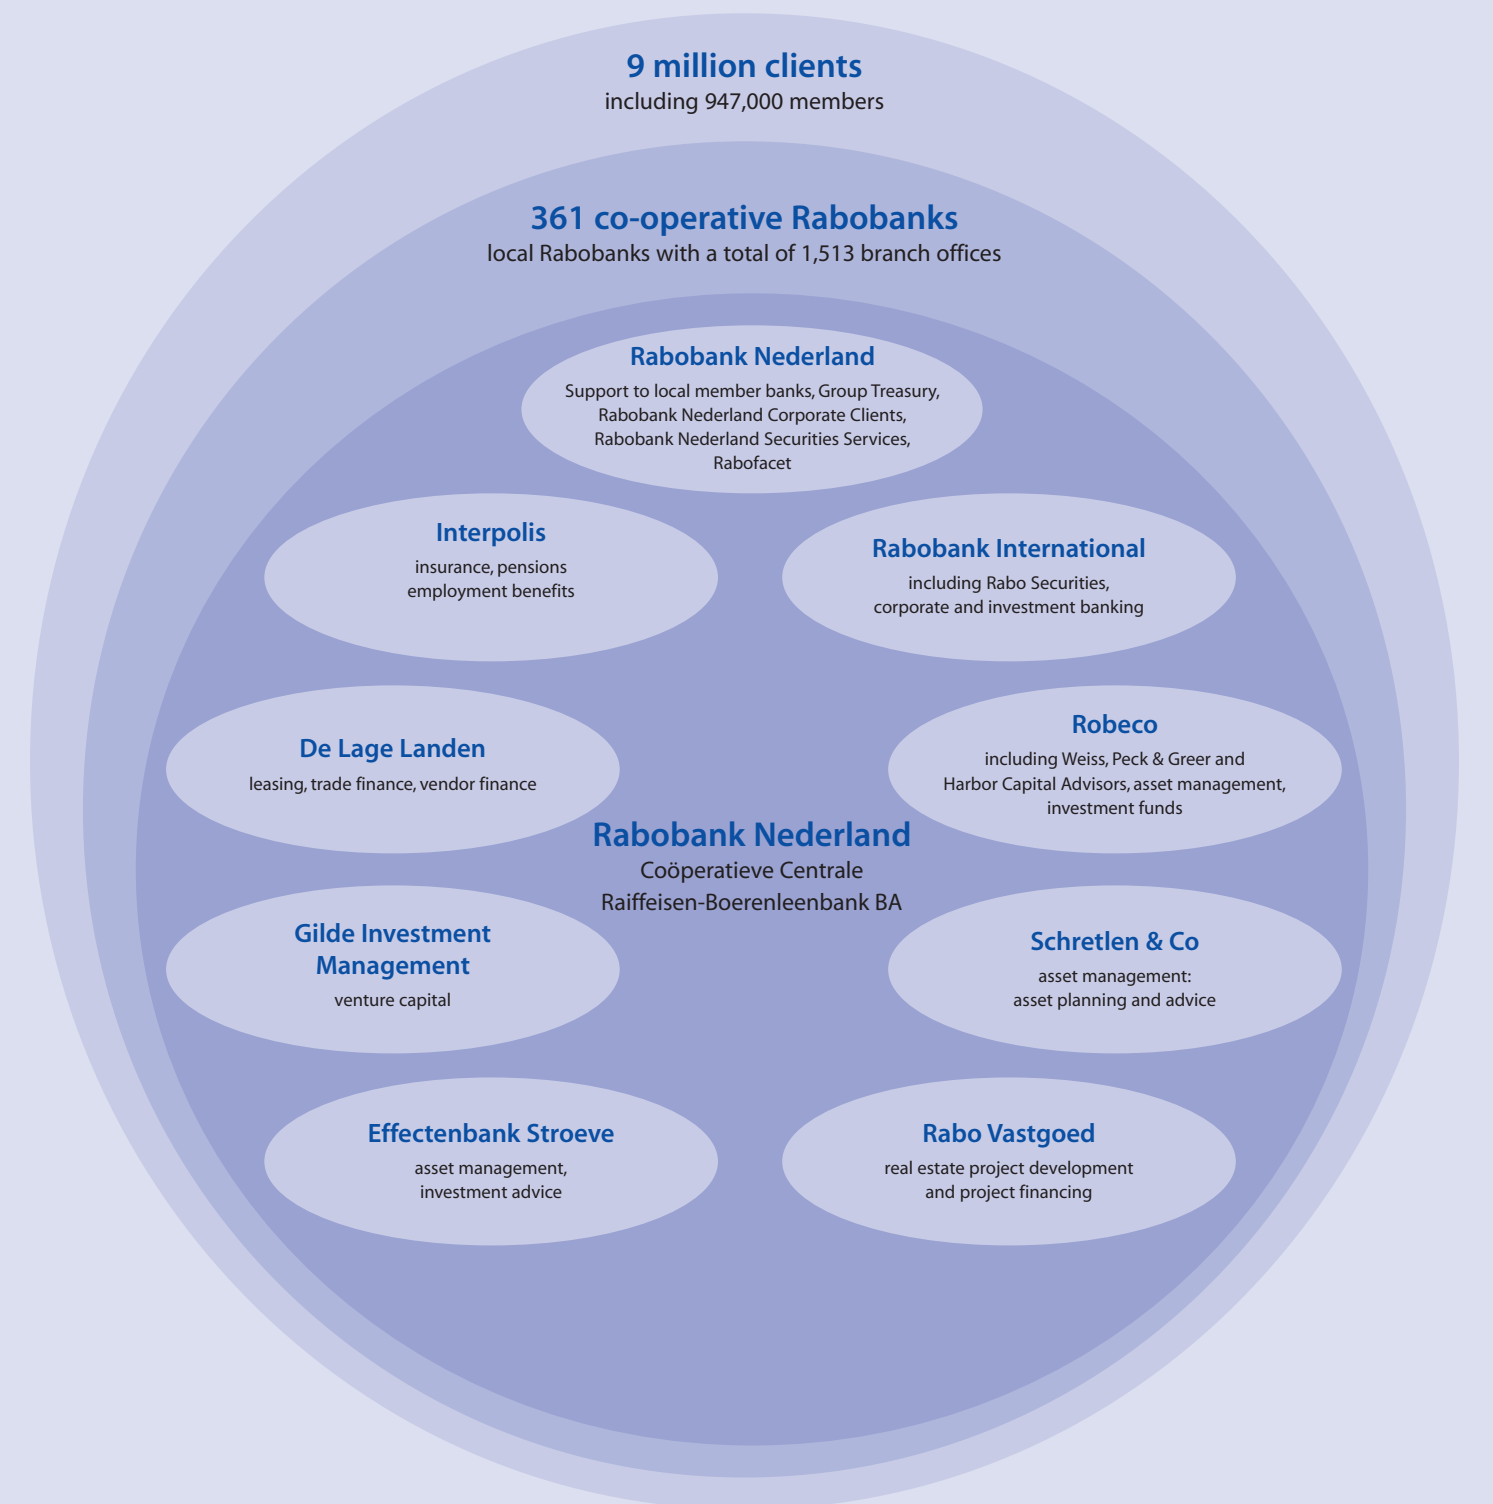 9 million clients
including 947,000 members
361 co-operative Rabobanks
local Rabobanks with a total of 1,513 branch offices
Rabobank Nederland
Support to local member banks, Group Treasury,
Rabobank Nederland Corporate Clients,
Rabobank Nederland Securities Services,
Rabofacet
Interpolis
insurance, pensions
employment benefits
Rabobank International
including Rabo Securities,
corporate and investment banking
De Lage Landen
leasing, trade finance, vendor finance
Robeco
including Weiss, Peck & Greer and
Harbor Capital Advisors, asset management,
investment funds
Rabobank Nederland
Coöperatieve Centrale
Raiffeisen-Boerenleenbank BA
Gilde Investment
Management
venture capital
Schretlen & Co
asset management:
asset planning and advice
Effectenbank Stroeve
asset management,
investment advice
Rabo Vastgoed
real estate project development
and project financing